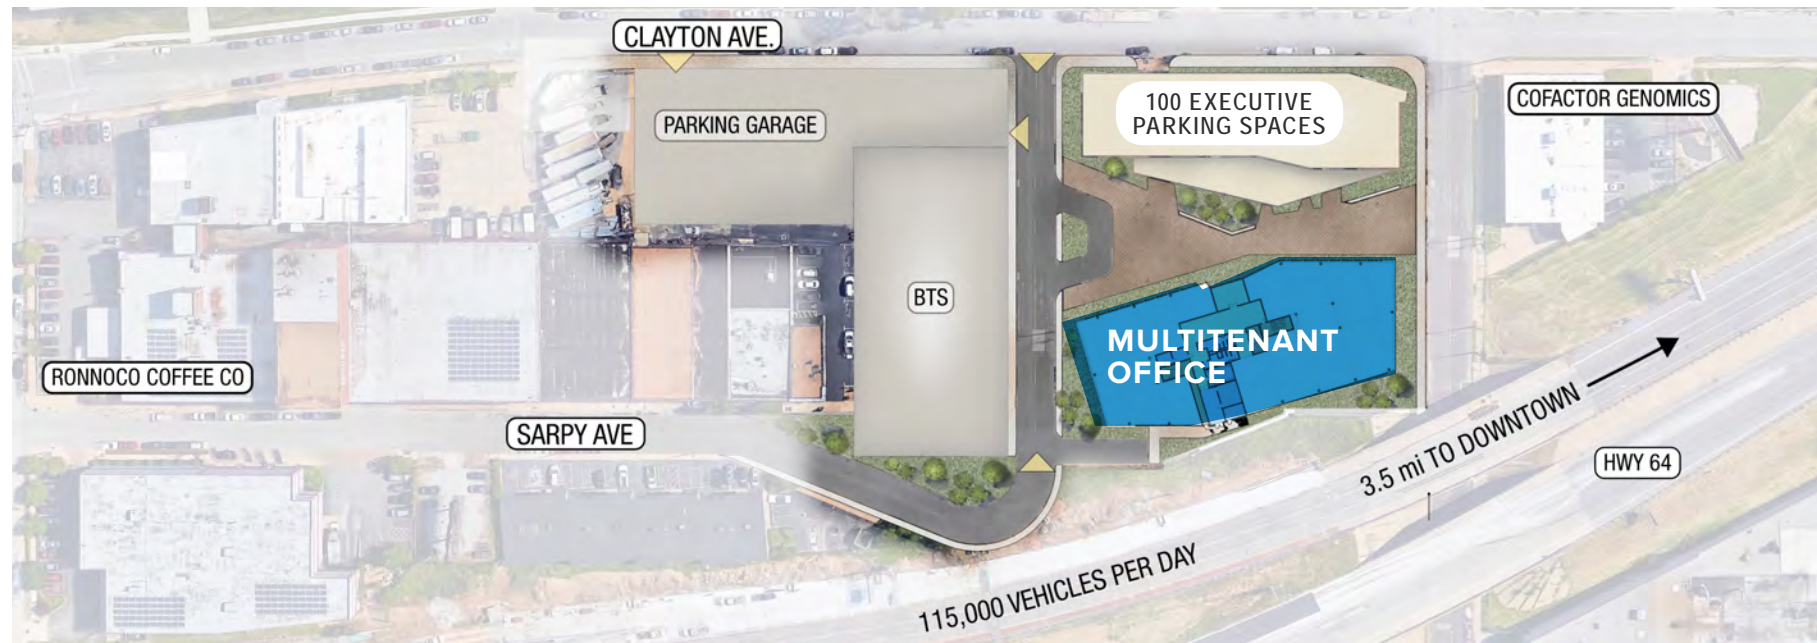 CLAYTON AVE.
PARKING GARAGE
100 EXECUTIVE
PARKING SPACES
COFACTOR GENOMICS
BTS
MULTITENANT
OFFICE
RONNOCO COFFEE CO
SARPY AVE
3.5 mi TO DOWNTOWN
HWY 64
115,000 VEHICLES PER DAY